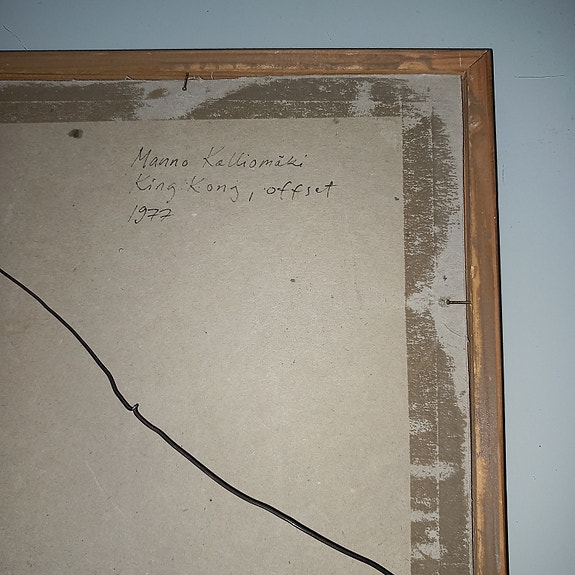 Manno Kalliomäki
King Kong, offset
1977